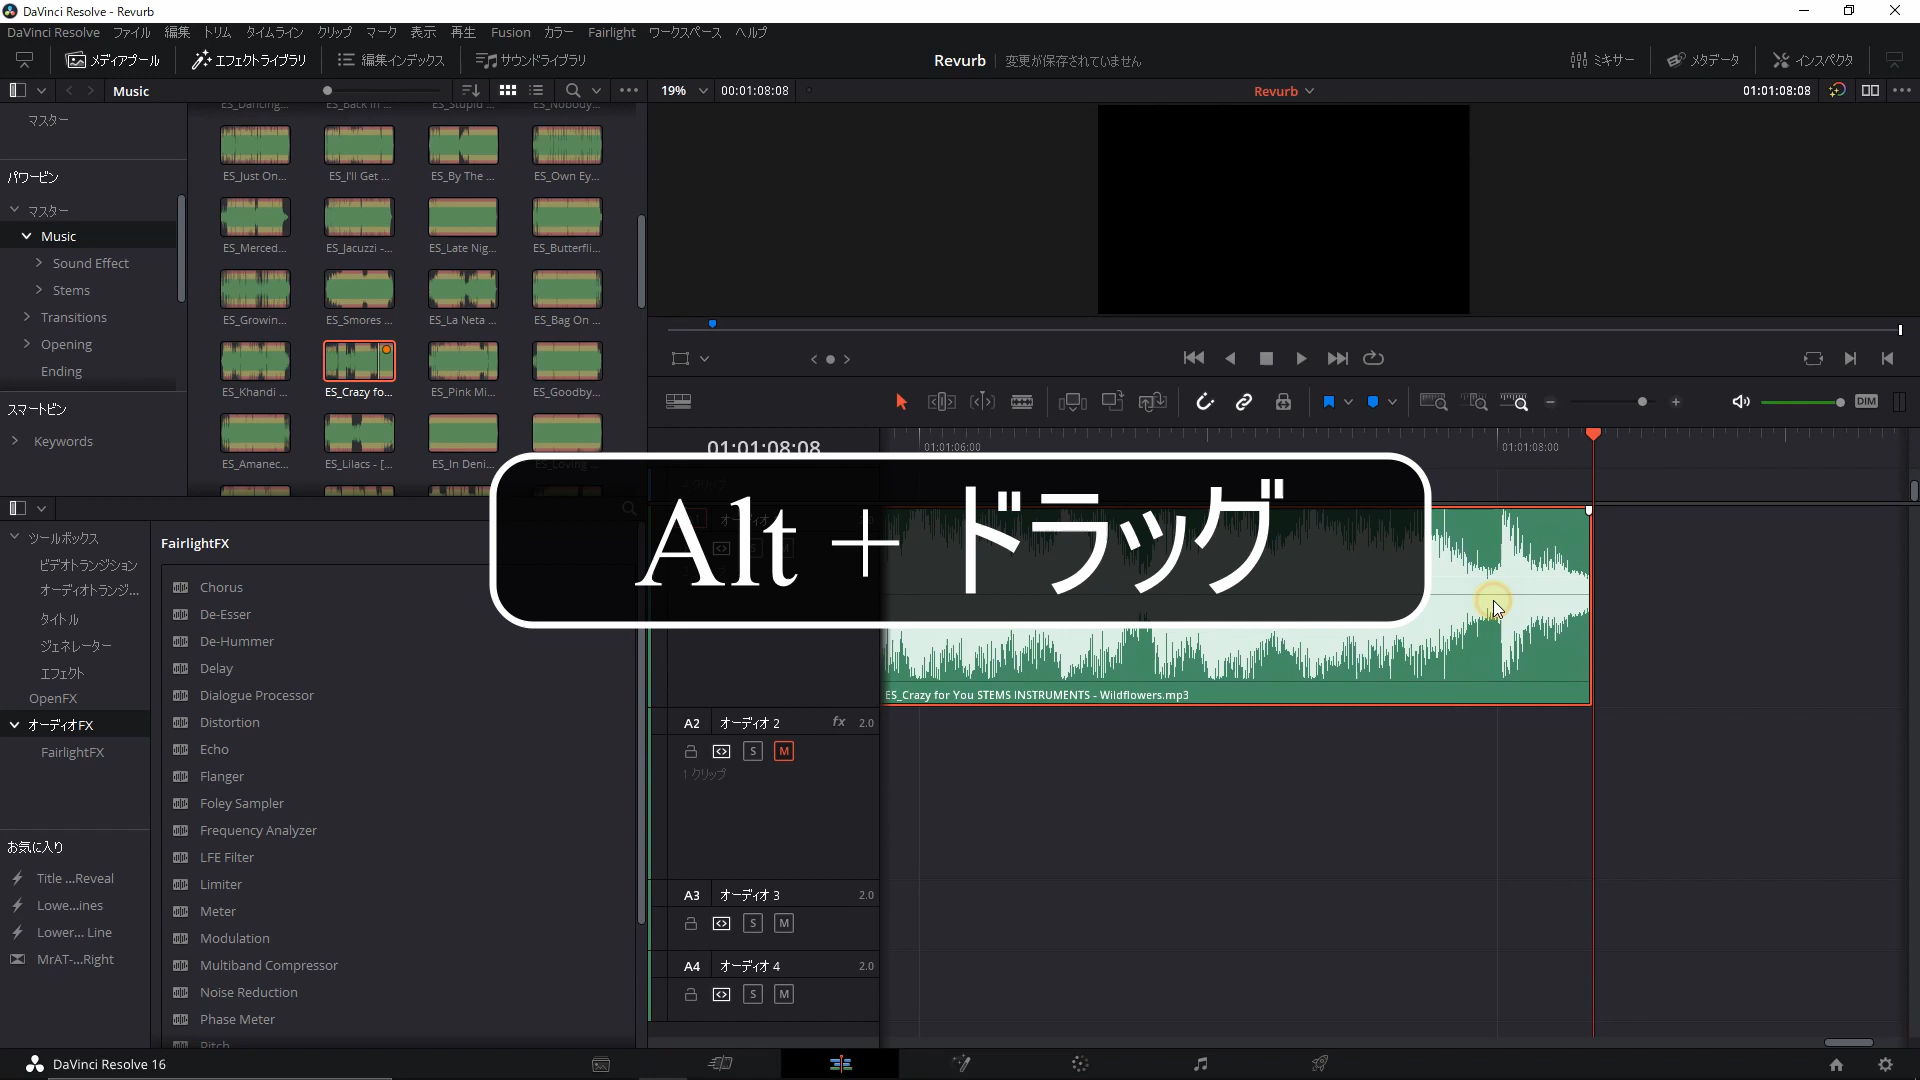 DaVinci Resolve - Revurb
DaVinci Resolve ファイル 編集 トリム タイムライン クリップ マーク 表示 再生 Fusion カラー Fairlight ワークスペース ヘルプ
メディアプール エフェクトライブラリ 編集インデックス サウンドライブラリ Revurb 変更が保存されていません ミキサー メタデータ インスペクタ
Music 19% 00:01:08:08 Revurb 01:01:08:08
ES_Dancing... ES_Back in ... ES_Stupid ... ES_Nobody...
マスター
ES_Just On... ES_I'll Get ... ES_By The ... ES_Own Ey...
パワービン
マスター
ES_Merced... ES_Jacuzzi -... ES_Late Nig... ES_Butterfli...
Music
Sound Effect
Stems
Transitions
Opening
Ending
ES_Growin... ES_Smores ... ES_La Neta ... ES_Bag On ...
ES_Khandi ... ES_Crazy fo... ES_Pink Mi... ES_Goodby...
スマートビン
Keywords
ES_Amanec... ES_Lilacs - [... ES_In Deni... ES_Loving ...
DIM
01:01:08:08
01:01:06:00 01:01:08:00
Alt + ドラッグ
ES_Crazy for You STEMS INSTRUMENTS - Wildflowers.mp3
A2 オーディオ 2 fx 2.0
S M
1 クリップ
A3 オーディオ 3 2.0
S M
A4 オーディオ 4 2.0
S M
ツールボックス
ビデオトランジション
オーディオトランジ...
タイトル
ジェネレーター
エフェクト
OpenFX
オーディオFX
FairlightFX
お気に入り
Title ...Reveal
Lowe...ines
Lower... Line
MrAT-...Right
FairlightFX
Chorus
De-Esser
De-Hummer
Delay
Dialogue Processor
Distortion
Echo
Flanger
Foley Sampler
Frequency Analyzer
LFE Filter
Limiter
Meter
Modulation
Multiband Compressor
Noise Reduction
Phase Meter
Pitch
DaVinci Resolve 16